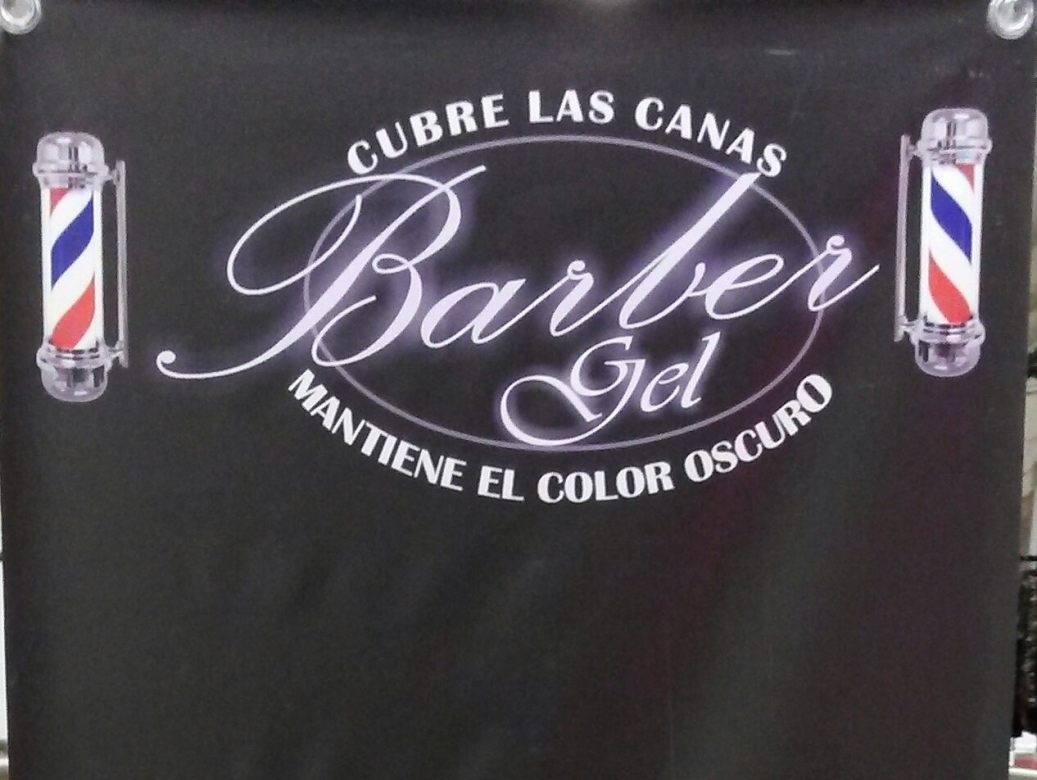 CUBRE LAS CANAS
Barber
Gel
MANTIENE EL COLOR OSCURO